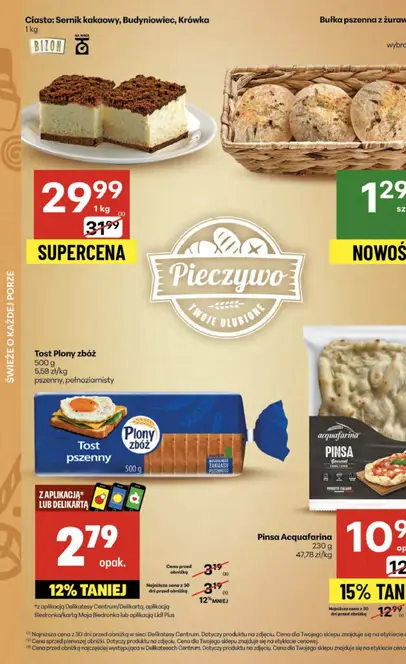 Ciasto: Sernik kakaowy, Budyniowiec, Krówka
1 kg
BIZON
NA WAGĘ
Bułka pszenna z żuraw
wybra
29 99
1 kg
(3)
31 99
SUPERCENA
1 29
sz
NOWOŚ
Pieczywo
TWOJE ULUBIONE
ŚWIEŻO O KAŻDEJ PORZE
Tost Plony zbóż
500 g
5,58 zł/kg
pszenny, pełnoziarnisty
Tost
pszenny
Plony
zbóż
500 g
acquafarina
PINSA
Z APLIKACJĄ*
LUB DELIKARTĄ
2 79
opak.
12% TANIEJ
Cena przed
obniżką
3 19
(2)
Najniższa cena z 30
dni przed obniżką
3 19
(1)
12% MNIEJ
Pinsa Acquafarina
230 g
47,78 zł/kg
10 9
op
12
15% TAN
Najniższa cena z 30
dni przed obniżką
12 99
(1)
*z aplikacją Delikatesy Centrum/Delikartą, aplikacją
Biedronka/kartą Moja Biedronka lub aplikacją Lidl Plus
(1) Najniższa cena z 30 dni przed obniżką w sieci Delikatesy Centrum. Dotyczy produktu na zdjęciu. Cena dla Twojego sklepu znajduje się na etykiecie cenowej.
(2) Cena sprzed pierwszej obniżki. Dotyczy produktu na zdjęciu. Cena dla Twojego sklepu znajduje się na etykiecie cenowej.
(3) Cena przed obniżką najczęściej występująca w Delikatesach Centrum. Dotyczy produktu na zdjęciu. Cena dla Twojego sklepu znajduje się na etykiecie